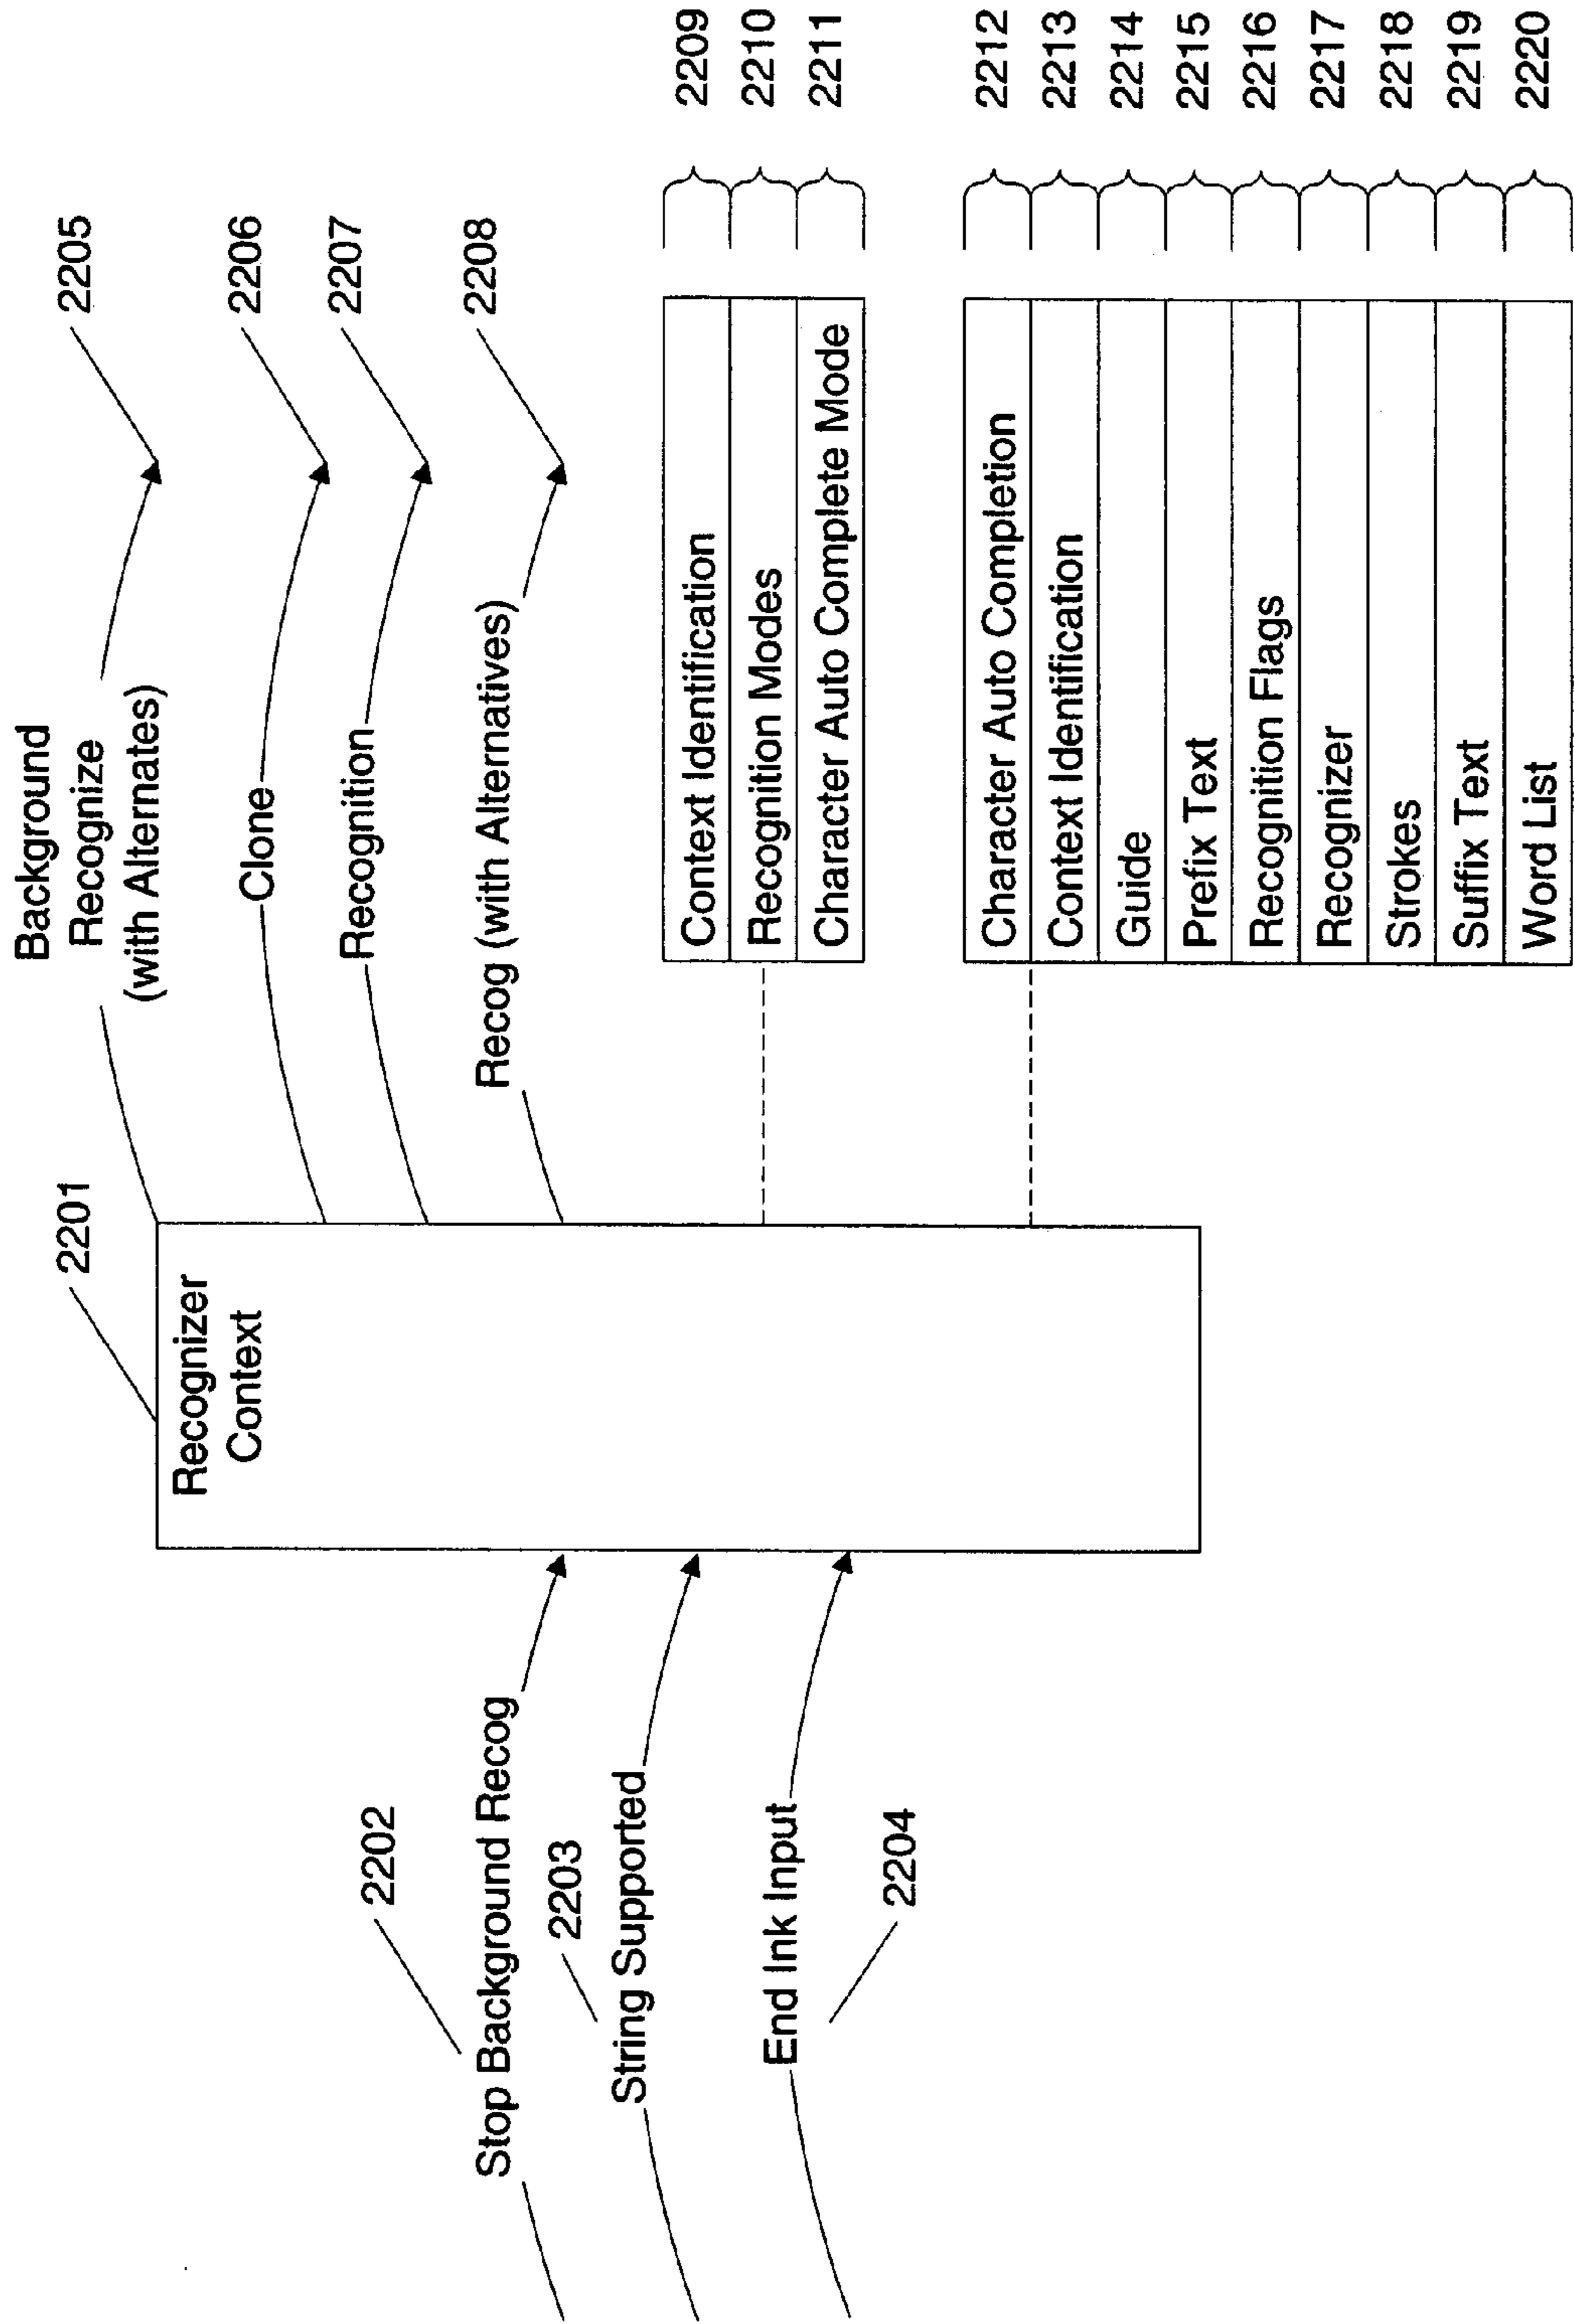 2201
Recognizer
Context
2202
Stop Background Recog
2203
String Supported
End Ink Input
2204
Background
Recognize
(with Alternates)
2205
Clone
2206
Recognition
2207
Recog (with Alternatives)
2208
Context Identification 2209
Recognition Modes 2210
Character Auto Complete Mode 2211
Character Auto Completion 2212
Context Identification 2213
Guide 2214
Prefix Text 2215
Recognition Flags 2216
Recognizer 2217
Strokes 2218
Suffix Text 2219
Word List 2220